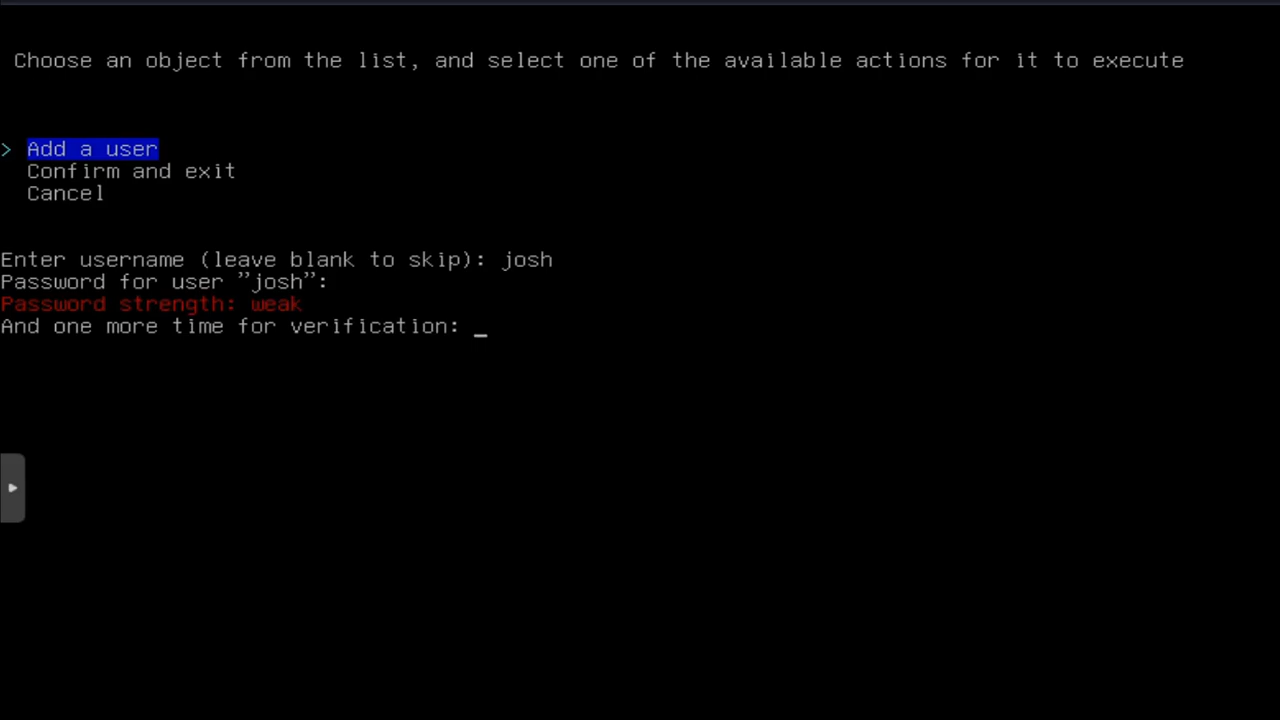 Choose an object from the list, and select one of the available actions for it to execute
> Add a user
Confirm and exit
Cancel
Enter username (leave blank to skip): josh
Password for user ”josh”:
Password strength: weak
And one more time for verification: _